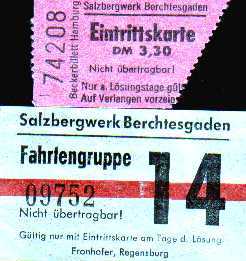 74208
Beckerbillett Hamburg
Salzbergwerk Berchtesgaden
Eintrittskarte
DM 3,30
Nicht übertragbar!
Nur a. Lösungstage gül
Auf Verlangen vorzeig
Salzbergwerk Berchtesgaden
Fahrtengruppe
14
09752
Nicht übertragbar!
Gültig nur mit Eintrittskarte am Tage d. Lösung
Fronhofer, Regensburg